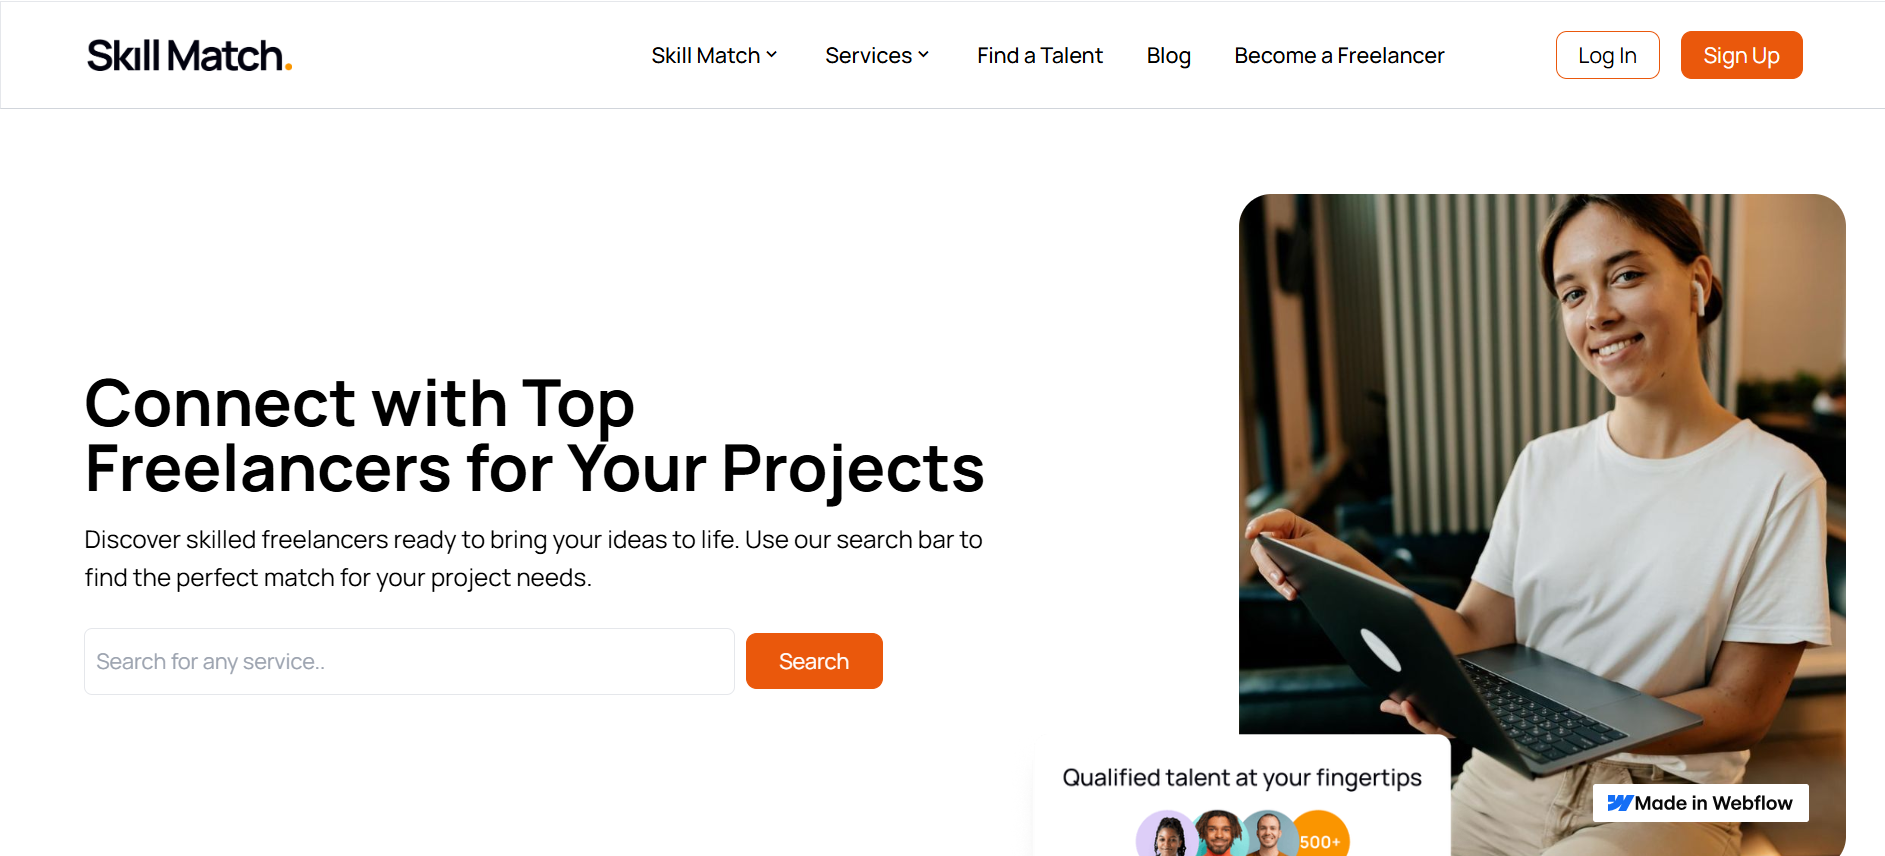 Skill Match.
Skill Match
Services
Find a Talent
Blog
Become a Freelancer
Log In
Sign Up
Connect with Top
Freelancers for Your Projects
Discover skilled freelancers ready to bring your ideas to life. Use our search bar to
find the perfect match for your project needs.
Search for any service..
Search
Qualified talent at your fingertips
500+
Made in Webflow